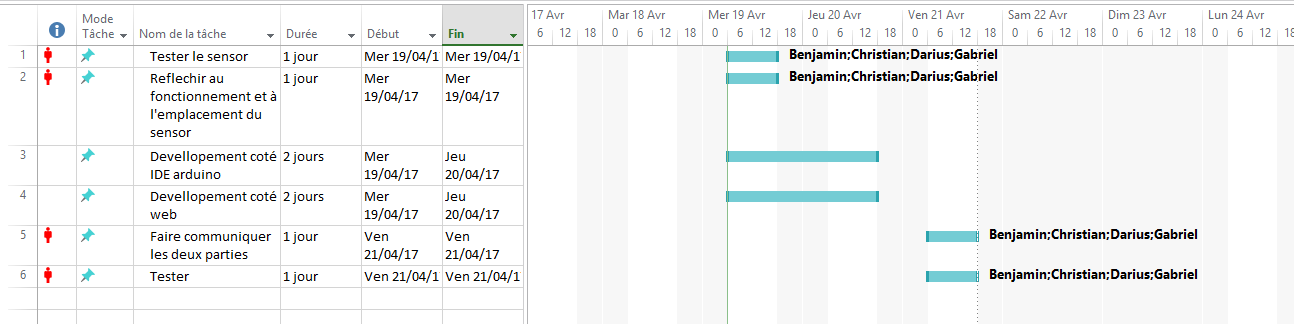 17 Avr Mar 18 Avr Mer 19 Avr Jeu 20 Avr Ven 21 Avr Sam 22 Avr Dim 23 Avr Lun 24 Avr
Mode
Tâche Nom de la tâche Durée Début Fin
6 12 18 0 6 12 18 0 6 12 18 0 6 12 18 0 6 12 18 0 6 12 18 0 6 12 18 0 6 12 18
1 Tester le sensor 1 jour Mer 19/04/1 Mer 19/04/1 Benjamin;Christian;Darius;Gabriel
2 Reflechir au 1 jour Mer Mer Benjamin;Christian;Darius;Gabriel
fonctionnement et à 19/04/17 19/04/17
l'emplacement du
sensor
3 Devellopement coté 2 jours Mer Jeu
IDE arduino 19/04/17 20/04/17
4 Devellopement coté 2 jours Mer Jeu
web 19/04/17 20/04/17
5 Faire communiquer 1 jour Ven Ven Benjamin;Christian;Darius;Gabriel
les deux parties 21/04/17 21/04/17
6 Tester 1 jour Ven 21/04/1 Ven 21/04/1 Benjamin;Christian;Darius;Gabriel